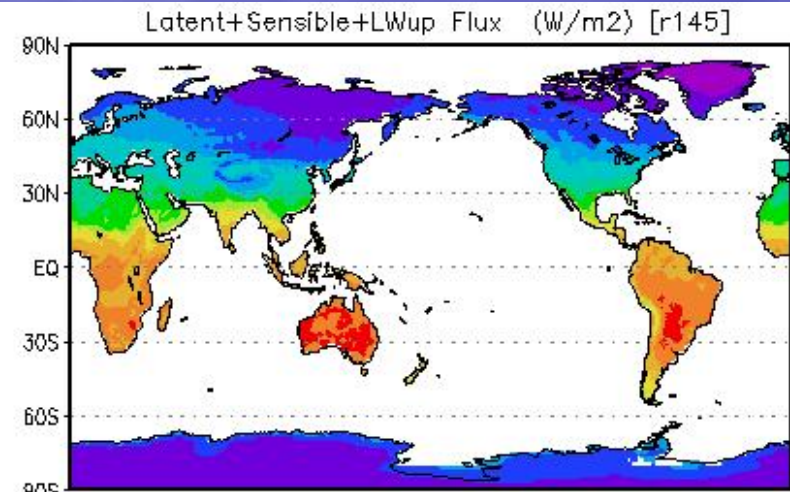 Latent+Sensible+LWup Flux (W/m2) [r145]
90N
60N
30N
EQ
30S
60S
90S